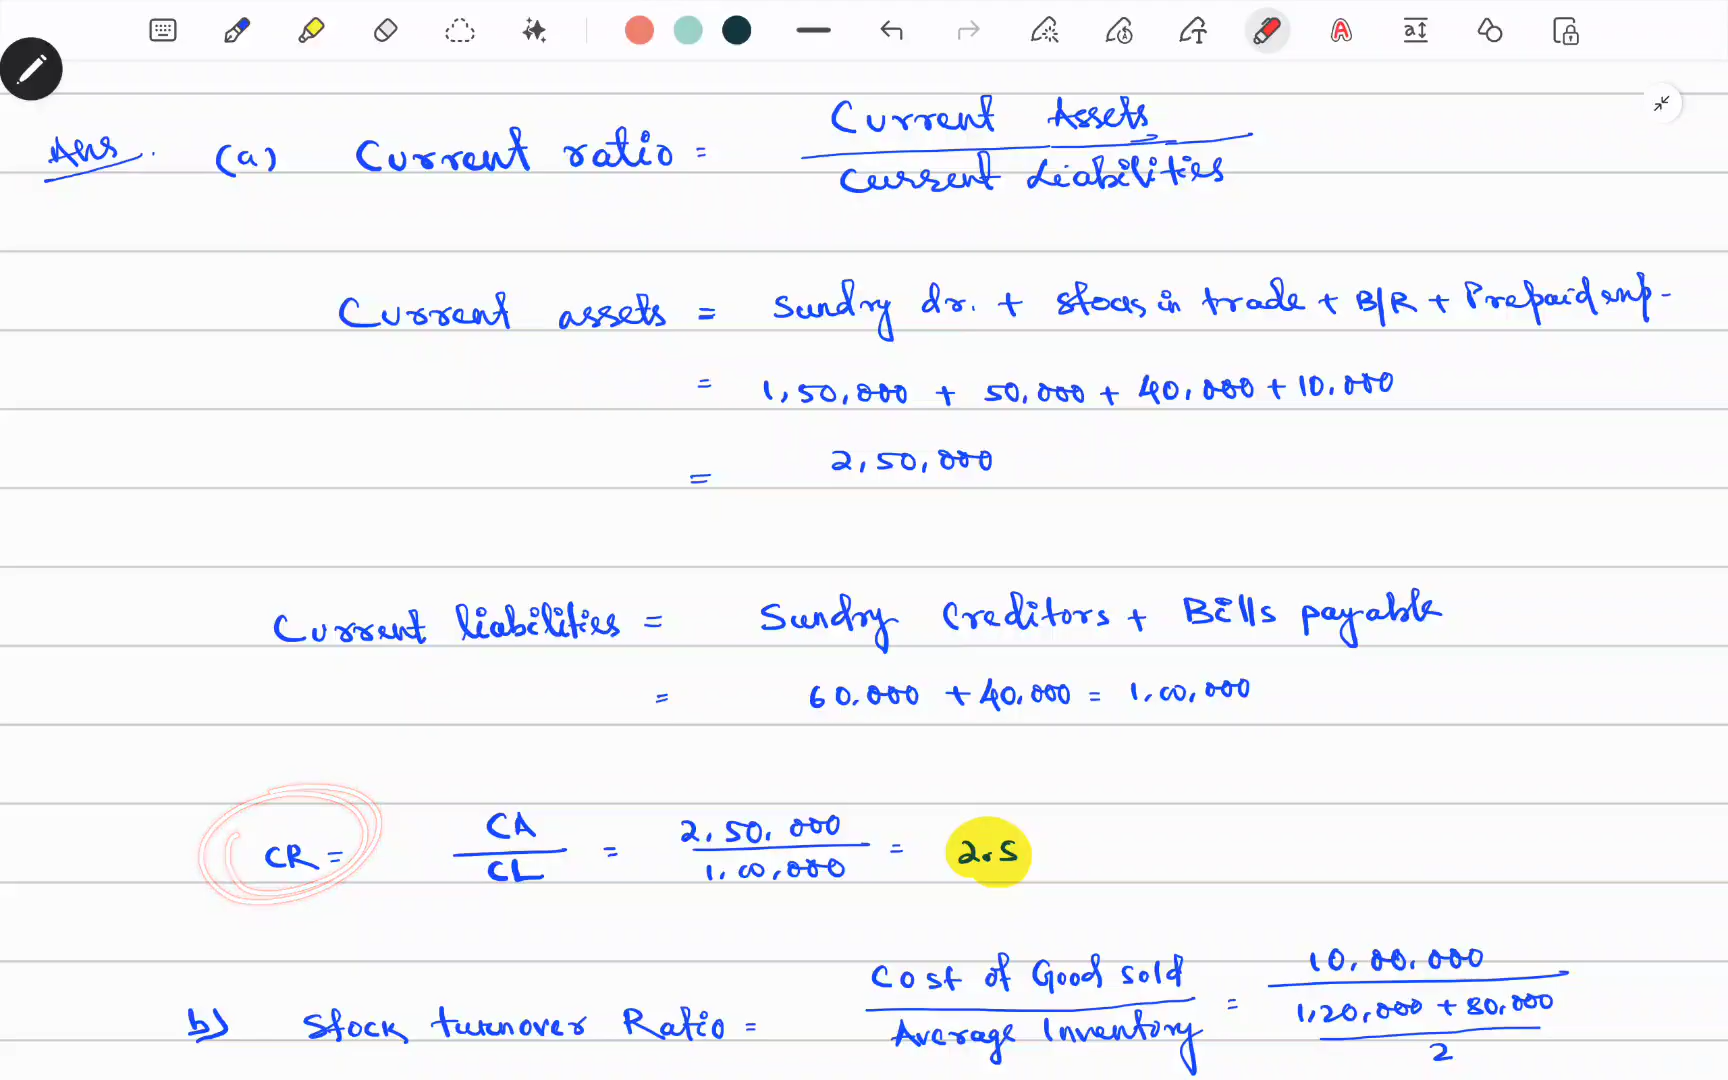 Ans. (a) Current ratio = Current Assets
Current Liabilities
Current assets = Sundry dr. + stock in trade + B/R + Prepaid exp.
= 1,50,000 + 50,000 + 40,000 + 10,000
= 2,50,000
Current liabilities = Sundry Creditors + Bills payable
= 60,000 + 40,000 = 1,00,000
CR = CA / CL = 2,50,000 / 1,00,000 = 2.5
b) Stock turnover Ratio = Cost of Good sold / Average Inventory = 10,00,000 / 1,20,000 + 80,000 / 2